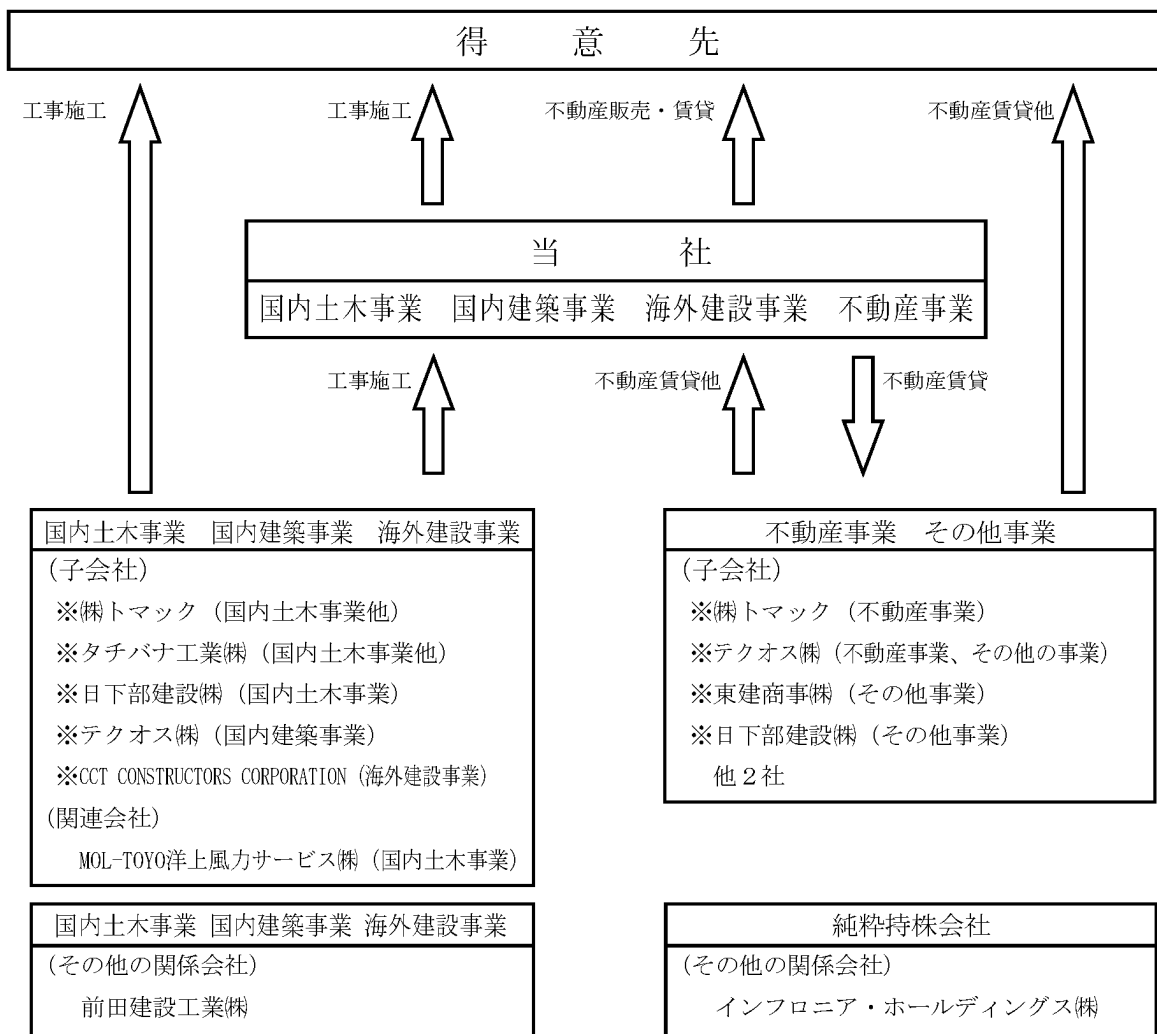 得意先
工事施工
工事施工
不動産販売・賃貸
不動産賃貸他
当社
国内土木事業 国内建築事業 海外建設事業 不動産事業
工事施工
不動産賃貸他
不動産賃貸
国内土木事業 国内建築事業 海外建設事業
(子会社)
※㈱トマック（国内土木事業他）
※タチバナ工業㈱（国内土木事業他）
※日下部建設㈱（国内土木事業）
※テクオス㈱（国内建築事業）
※CCT CONSTRUCTORS CORPORATION（海外建設事業）
(関連会社)
MOL-TOYO洋上風力サービス㈱（国内土木事業）
不動産事業 その他事業
(子会社)
※㈱トマック（不動産事業）
※テクオス㈱（不動産事業、その他の事業）
※東建商事㈱（その他事業）
※日下部建設㈱（その他事業）
他２社
国内土木事業 国内建築事業 海外建設事業
(その他の関係会社)
前田建設工業㈱
純粋持株会社
(その他の関係会社)
インフロニア・ホールディングス㈱